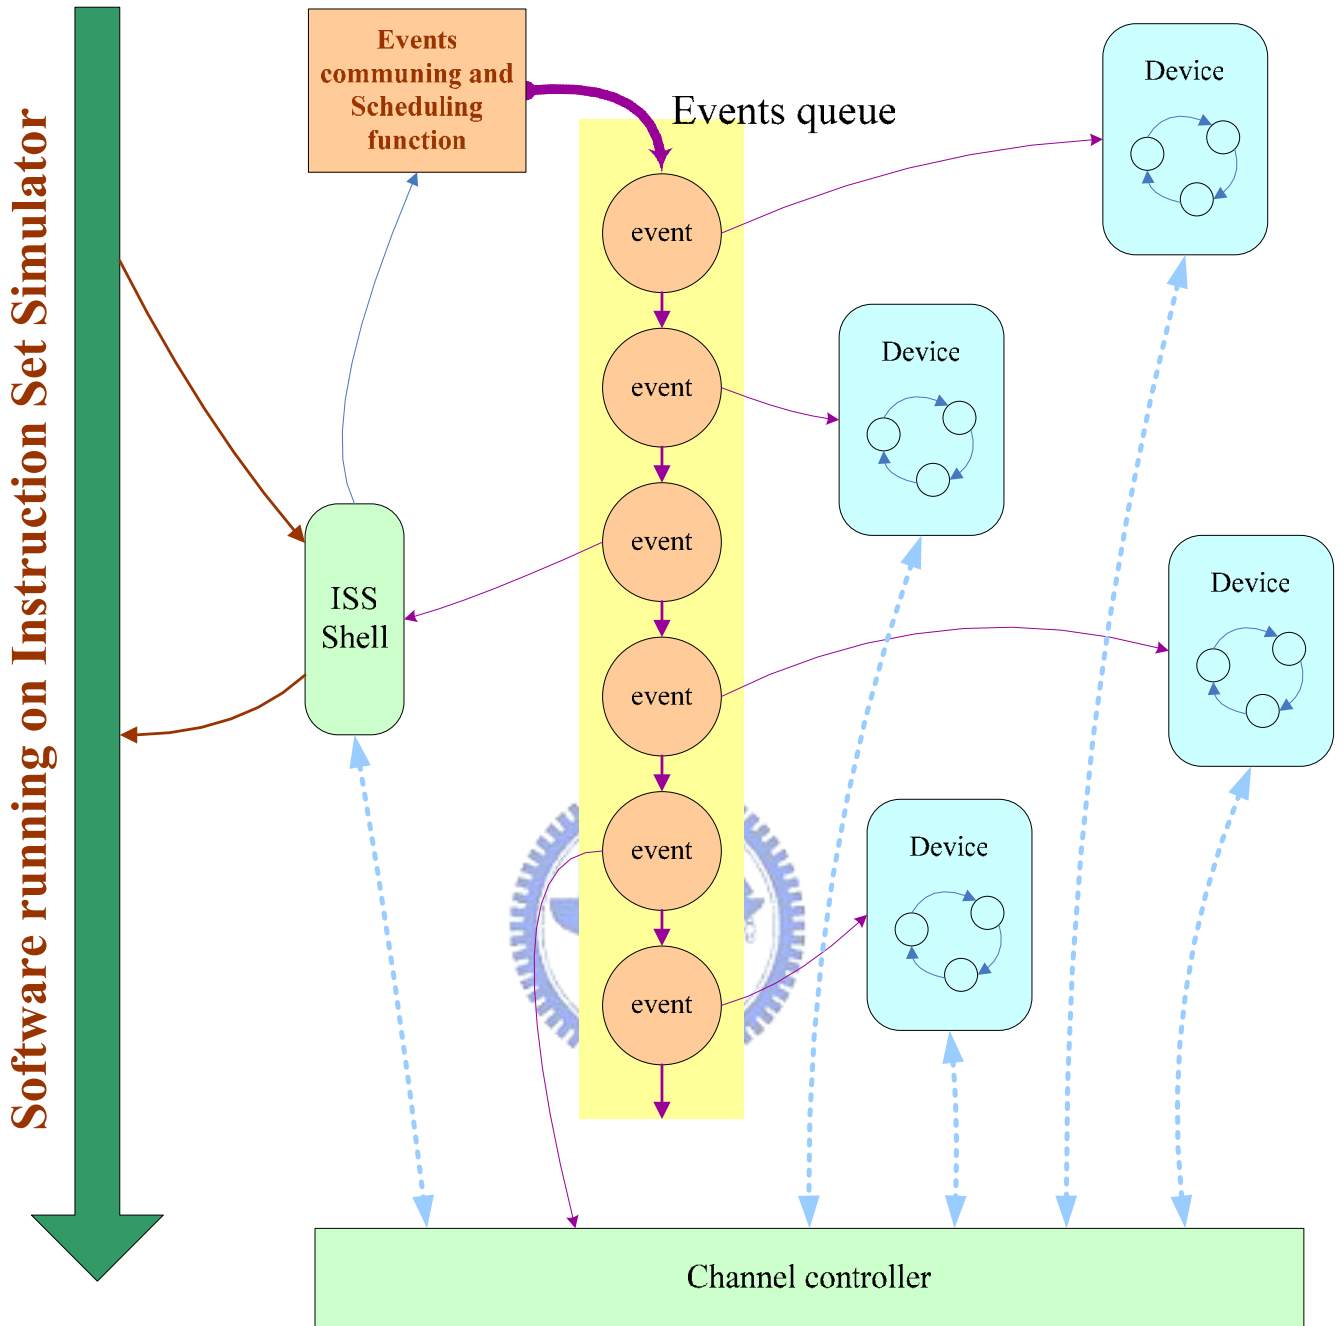 Software running on Instruction Set Simulator
Events
communing and
Scheduling
function
Events queue
Device
event
Device
event
event
ISS
Shell
Device
event
Device
event
event
Channel controller